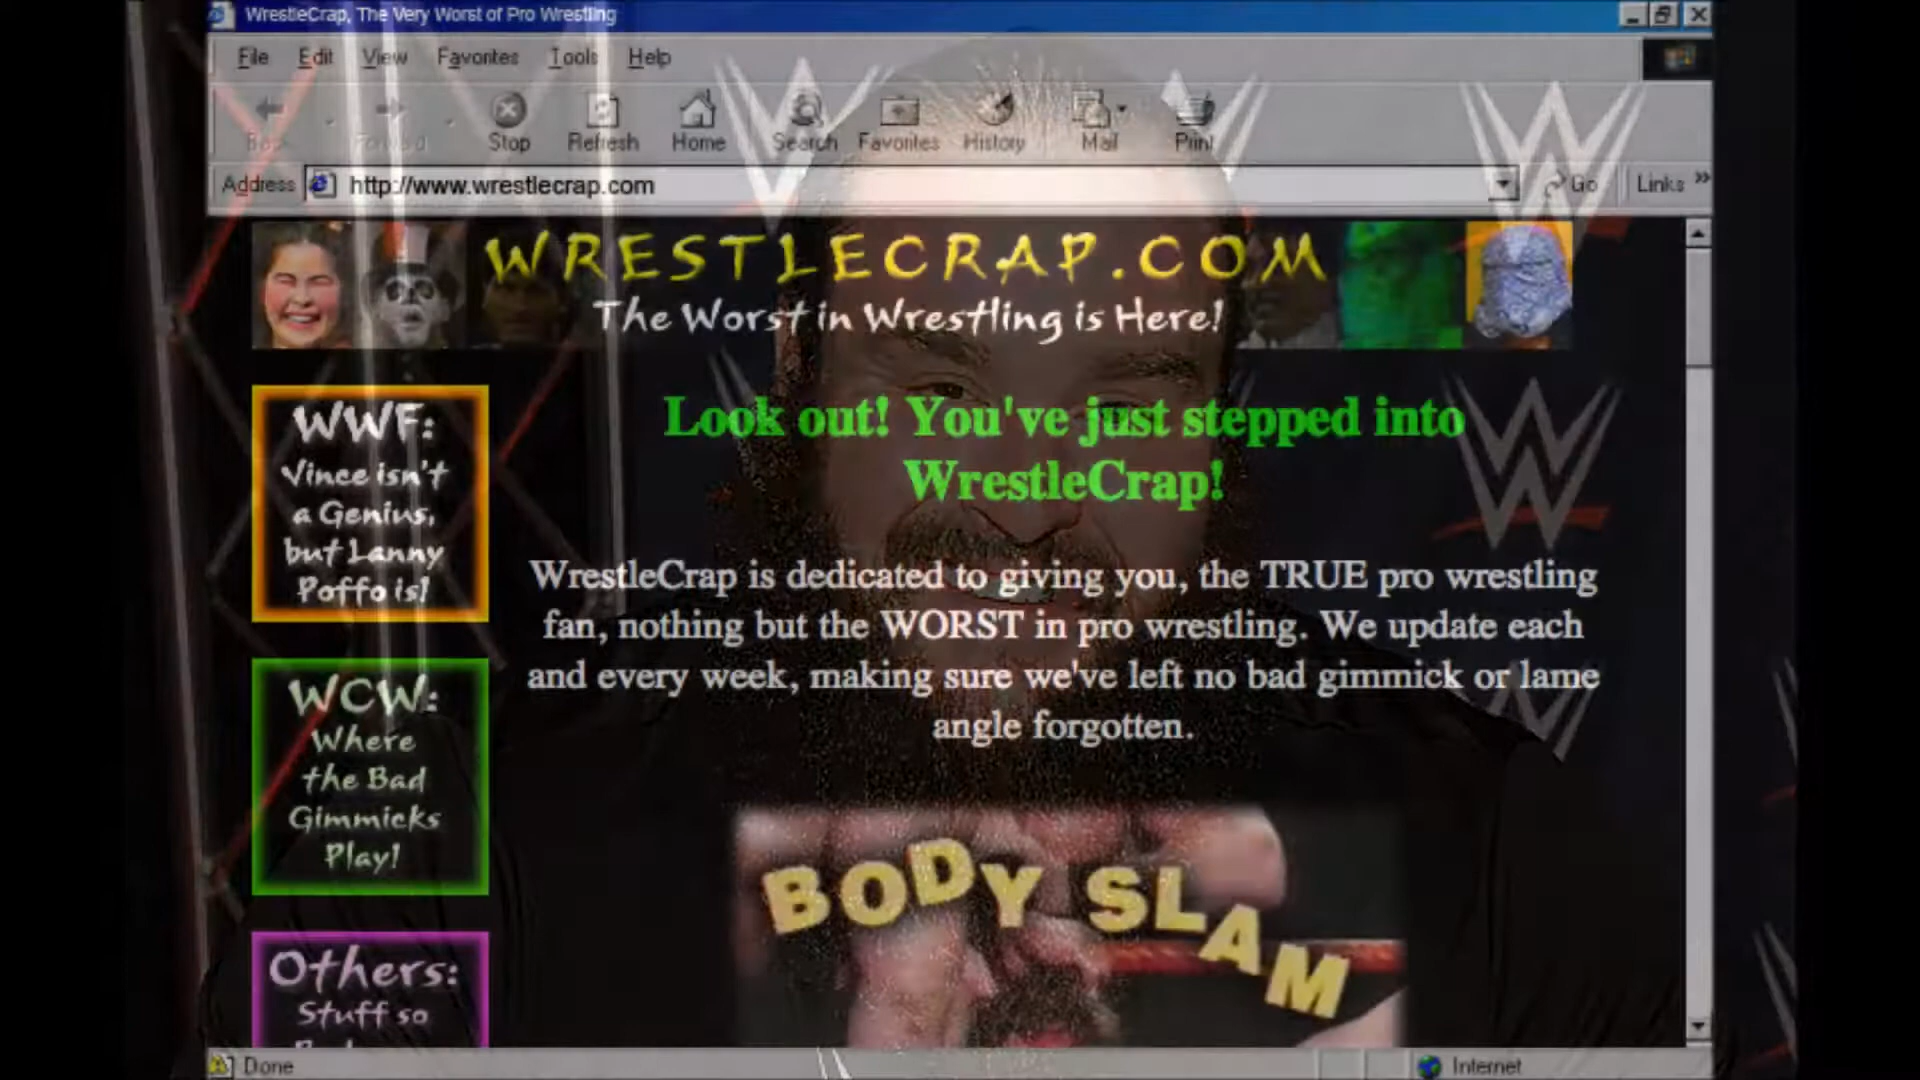 WrestleCrap, The Very Worst of Pro Wrestling
File Edit View Favorites Tools Help
Back Forward Stop Refresh Home Search Favorites History Mail Print
Address http://www.wrestlecrap.com Go Links »
WRESTLECRAP.COM
The Worst in Wrestling is Here!
WWF:
Vince isn't
a Genius,
but Lanny
Poffo is!
WCW:
Where
the Bad
Gimmicks
Play!
Others:
Stuff so
Look out! You've just stepped into
WrestleCrap!
WrestleCrap is dedicated to giving you, the TRUE pro wrestling
fan, nothing but the WORST in pro wrestling. We update each
and every week, making sure we've left no bad gimmick or lame
angle forgotten.
BODY SLAM
Done Internet